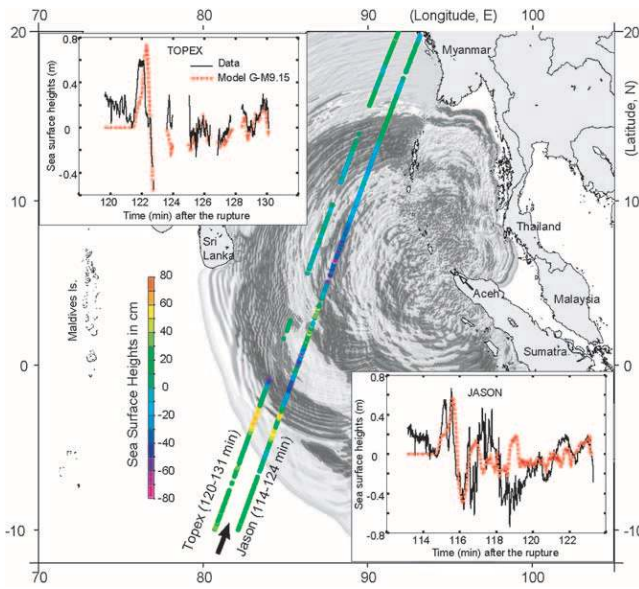 (Longitude, E)
80
90
100
20
20
TOPEX
Data
Model G-M9.15
0.8
0.4
0
-0.4
Sea surface heights (m)
120
122
124
126
128
130
Time (min) after the rupture
Myanmar
(Latitude, N)
10
Thailand
Sri
Lanka
Maldives Is.
Aceh
Malaysia
Sumatra
Sea Surface Heights in cm
80
60
40
20
0
-20
-40
-60
-80
0
0
Topex (120-131 min)
Jason (114-124 min)
JASON
0.8
0.4
0
-0.4
-0.8
Sea surface heights (m)
114
116
118
120
122
Time (min) after the rupture
-10
-10
70
80
90
100